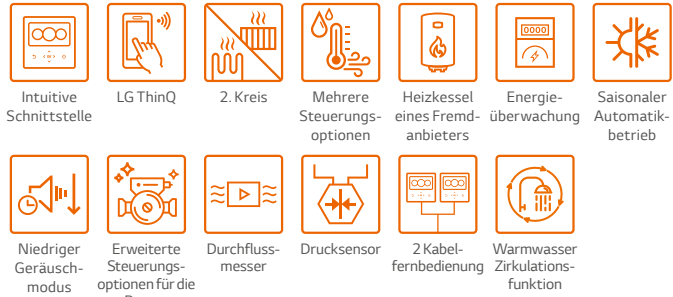 Intuitive
Schnittstelle
LG ThinQ
2. Kreis
Mehrere
Steuerungs-
optionen
Heizkessel
eines Fremd-
anbieters
Energie-
überwachung
Saisonaler
Automatik-
betrieb
Niedriger
Geräusch-
modus
Erweiterte
Steuerungs-
optionen für die
Durchfluss-
messer
Drucksensor
2 Kabel-
fernbedienung
Warmwasser
Zirkulations-
funktion